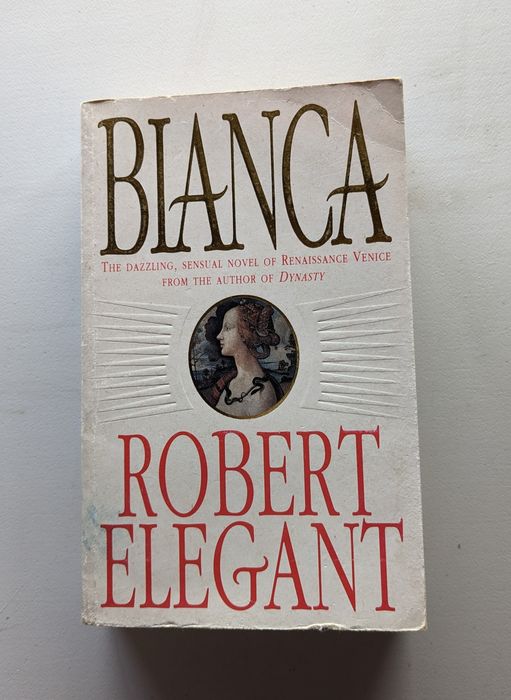 BIANCA
THE DAZZLING, SENSUAL NOVEL OF RENAISSANCE VENICE
FROM THE AUTHOR OF DYNASTY
ROBERT
ELEGANT